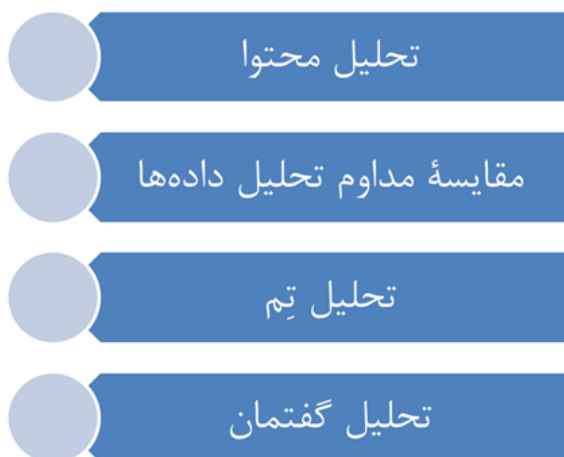 تحلیل محتوا
مقایسهٔ مداوم تحلیل داده‌ها
تحلیل تِم
تحلیل گفتمان